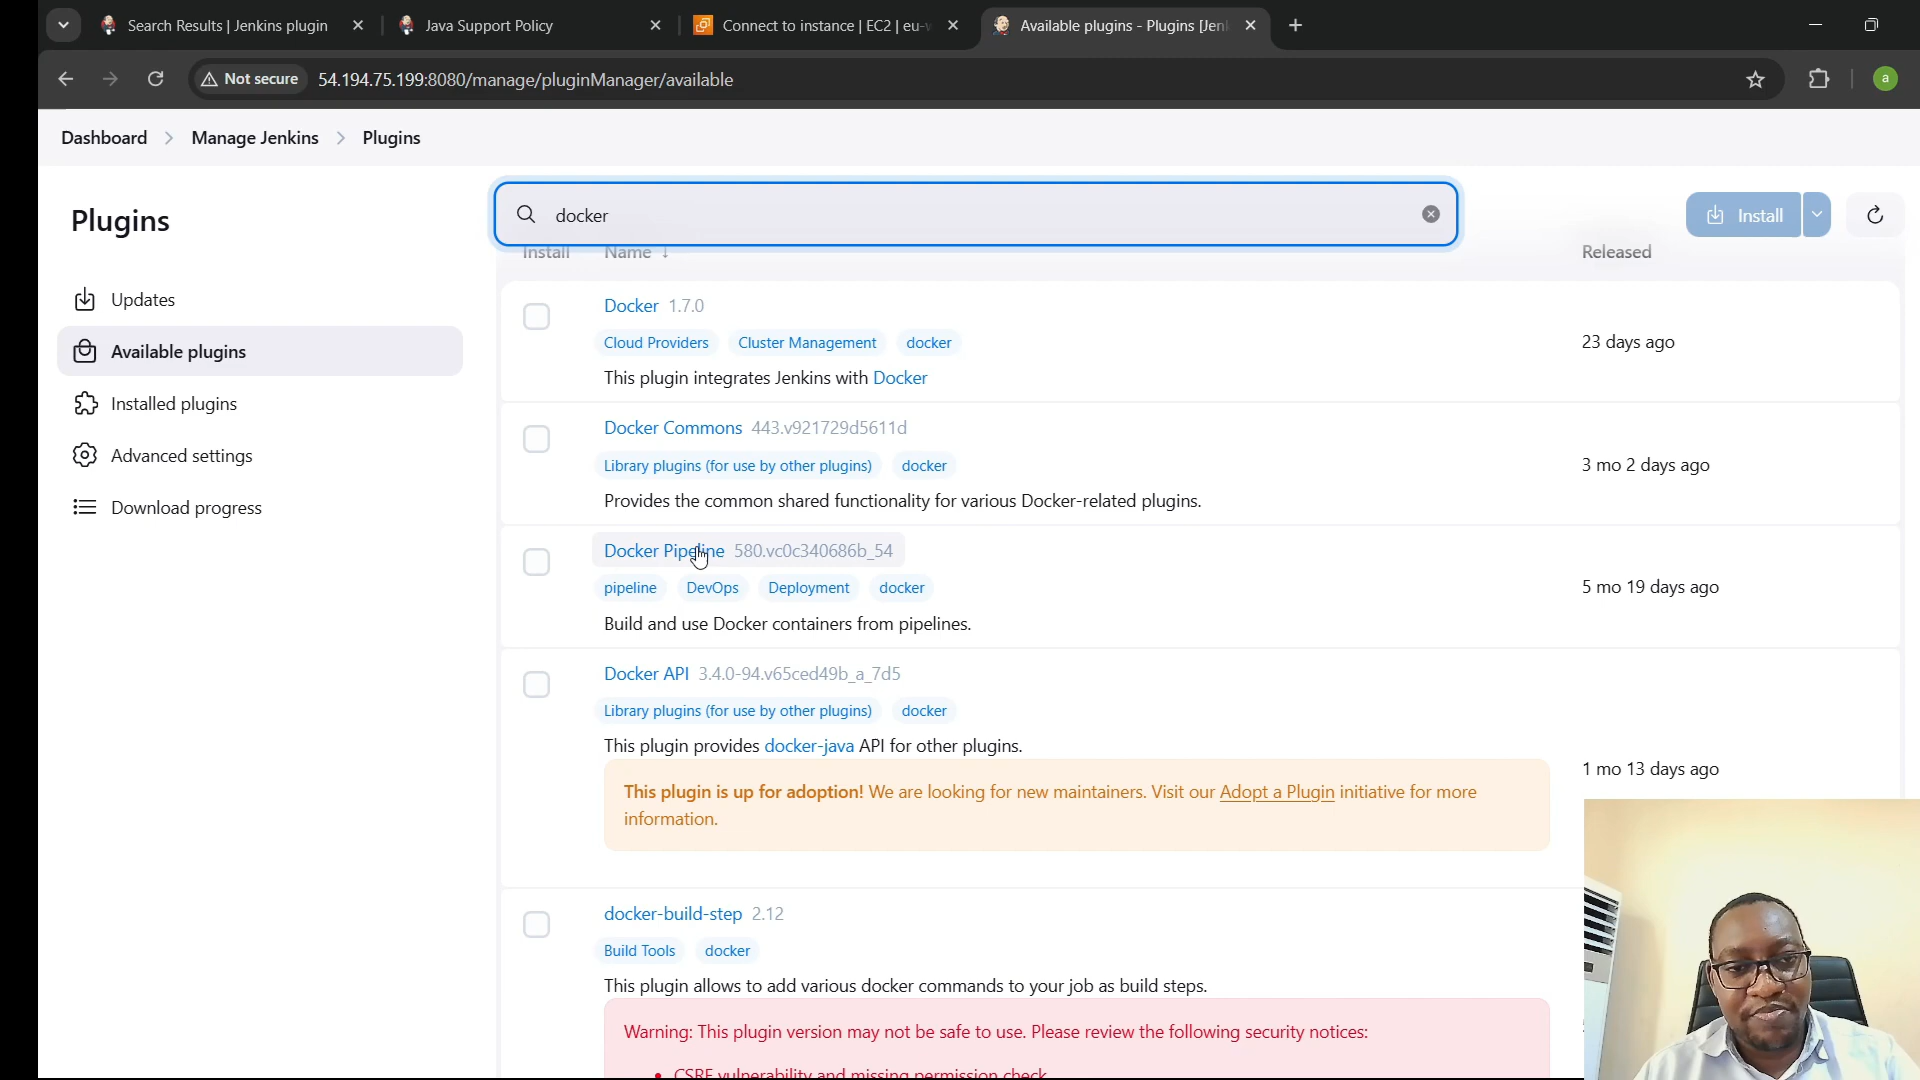 Search Results | Jenkins plugin
Java Support Policy
Connect to instance | EC2 | eu-
Available plugins - Plugins [Jen
Not secure
54.194.75.199:8080/manage/pluginManager/available
a
Dashboard
Manage Jenkins
Plugins
Plugins
docker
Install
Install
Name ↓
Released
Updates
Available plugins
Installed plugins
Advanced settings
Download progress
Docker 1.7.0
Cloud Providers
Cluster Management
docker
This plugin integrates Jenkins with Docker
23 days ago
Docker Commons 443.v921729d5611d
Library plugins (for use by other plugins)
docker
Provides the common shared functionality for various Docker-related plugins.
3 mo 2 days ago
Docker Pipeline 580.vc0c340686b_54
pipeline
DevOps
Deployment
docker
Build and use Docker containers from pipelines.
5 mo 19 days ago
Docker API 3.4.0-94.v65ced49b_a_7d5
Library plugins (for use by other plugins)
docker
This plugin provides docker-java API for other plugins.
This plugin is up for adoption! We are looking for new maintainers. Visit our Adopt a Plugin initiative for more
information.
1 mo 13 days ago
docker-build-step 2.12
Build Tools
docker
This plugin allows to add various docker commands to your job as build steps.
Warning: This plugin version may not be safe to use. Please review the following security notices:
CSRF vulnerability and missing permission check